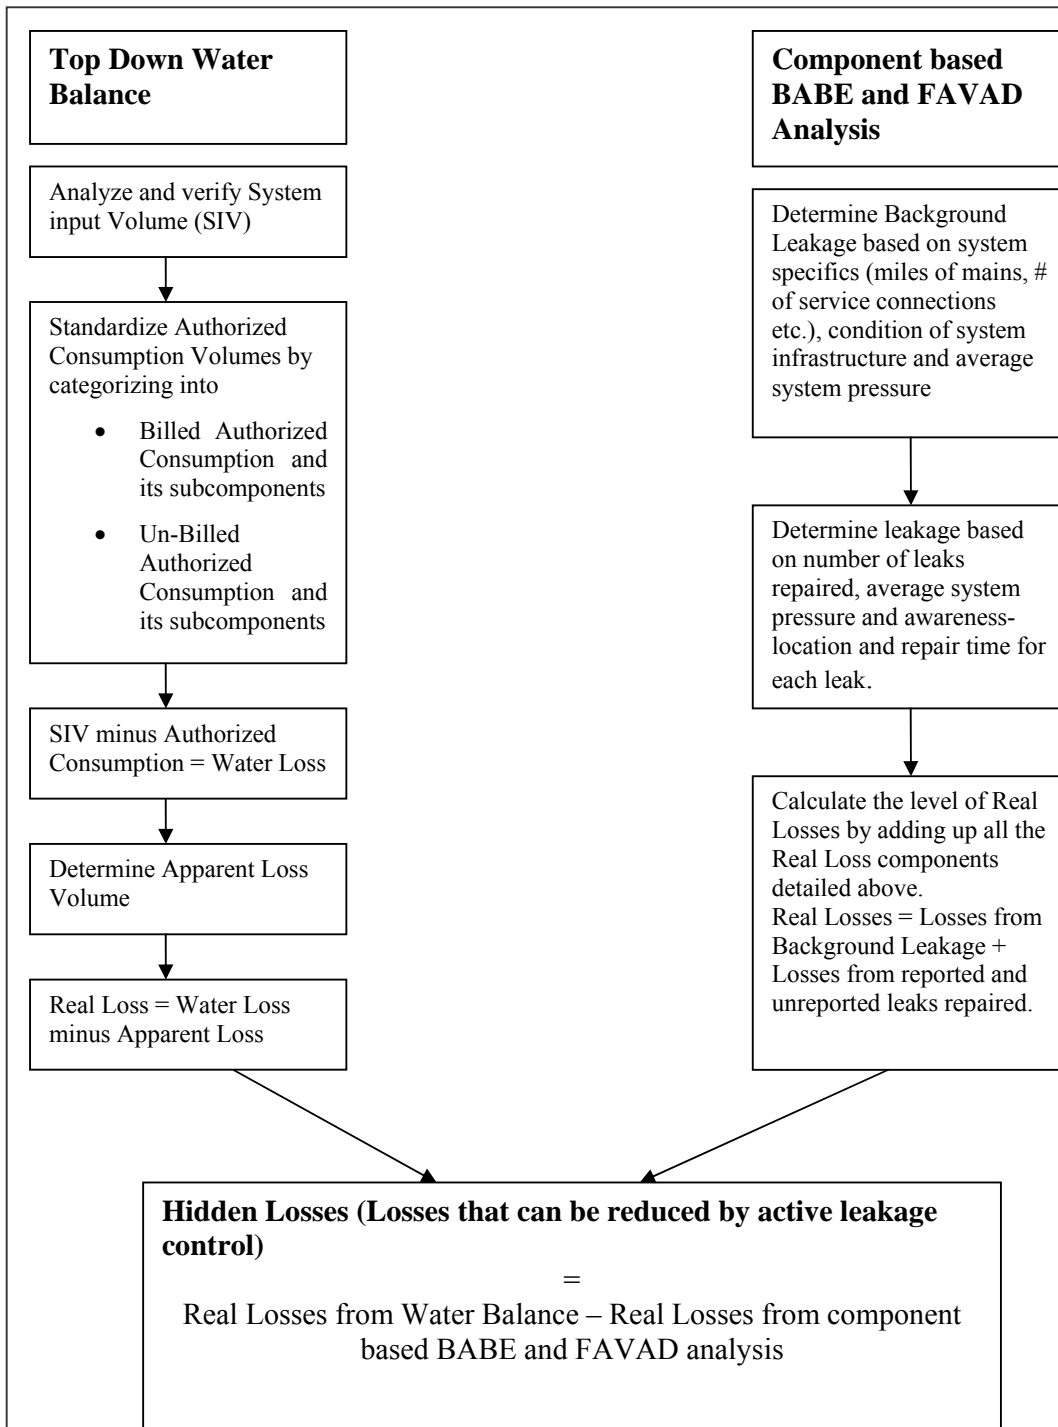 Top Down Water
Balance
Analyze and verify System
input Volume (SIV)
Standardize Authorized
Consumption Volumes by
categorizing into
• Billed Authorized
Consumption and
its subcomponents
• Un-Billed
Authorized
Consumption and
its subcomponents
SIV minus Authorized
Consumption = Water Loss
Determine Apparent Loss
Volume
Real Loss = Water Loss
minus Apparent Loss
Component based
BABE and FAVAD
Analysis
Determine Background
Leakage based on system
specifics (miles of mains, #
of service connections
etc.), condition of system
infrastructure and average
system pressure
Determine leakage based
on number of leaks
repaired, average system
pressure and awareness-
location and repair time for
each leak.
Calculate the level of Real
Losses by adding up all the
Real Loss components
detailed above.
Real Losses = Losses from
Background Leakage +
Losses from reported and
unreported leaks repaired.
Hidden Losses (Losses that can be reduced by active leakage
control)
=
Real Losses from Water Balance – Real Losses from component
based BABE and FAVAD analysis